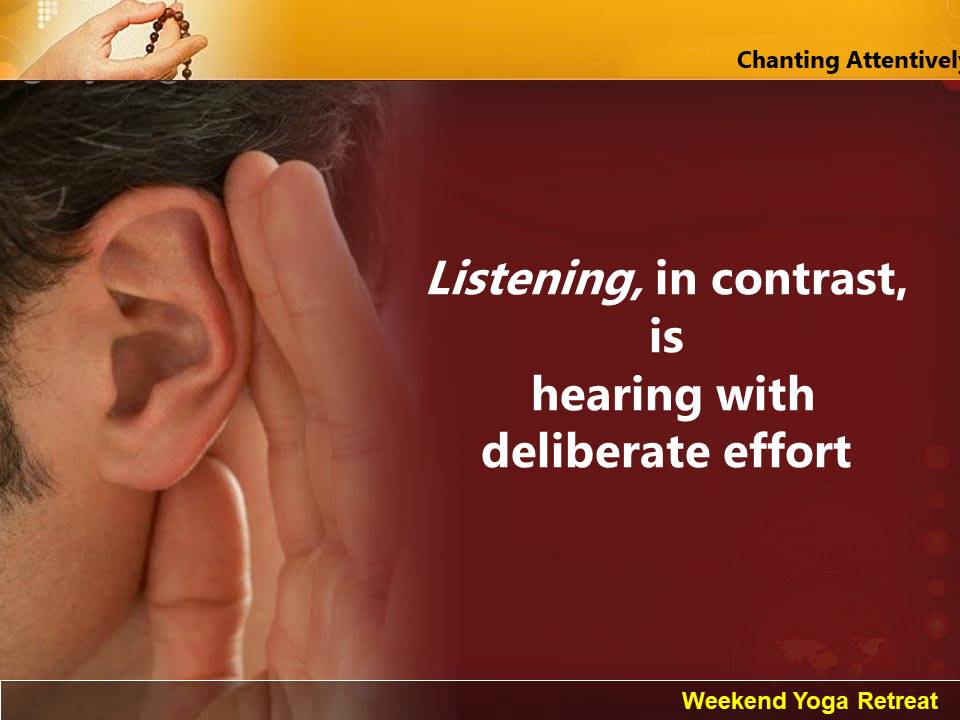 Chanting Attentively
Listening, in contrast,
is
hearing with
deliberate effort
Weekend Yoga Retreat